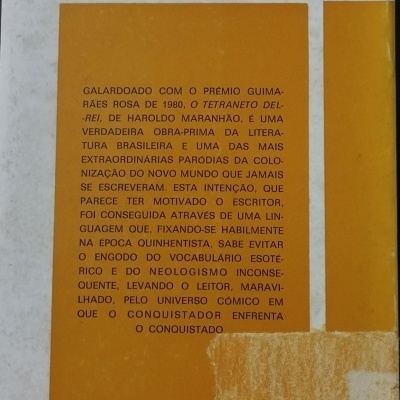 GALARDOADO COM O PRÉMIO GUIMA-
RÃES ROSA DE 1980, O TETRANETO DEL-
-REI, DE HAROLDO MARANHÃO, É UMA
VERDADEIRA OBRA-PRIMA DA LITERA-
TURA BRASILEIRA E UMA DAS MAIS
EXTRAORDINÁRIAS PARÓDIAS DA COLO-
NIZAÇÃO DO NOVO MUNDO QUE JAMAIS
SE ESCREVERAM. ESTA INTENÇÃO, QUE
PARECE TER MOTIVADO O ESCRITOR,
FOI CONSEGUIDA ATRAVÉS DE UMA LIN-
GUAGEM QUE, FIXANDO-SE HABILMENTE
NA ÉPOCA QUINHENTISTA, SABE EVITAR
O ENGODO DO VOCABULÁRIO ESOTÉ-
RICO E DO NEOLOGISMO INCONSE-
QUENTE, LEVANDO O LEITOR, MARAVI-
LHADO, PELO UNIVERSO CÓMICO EM
QUE O CONQUISTADOR ENFRENTA
O CONQUISTADO